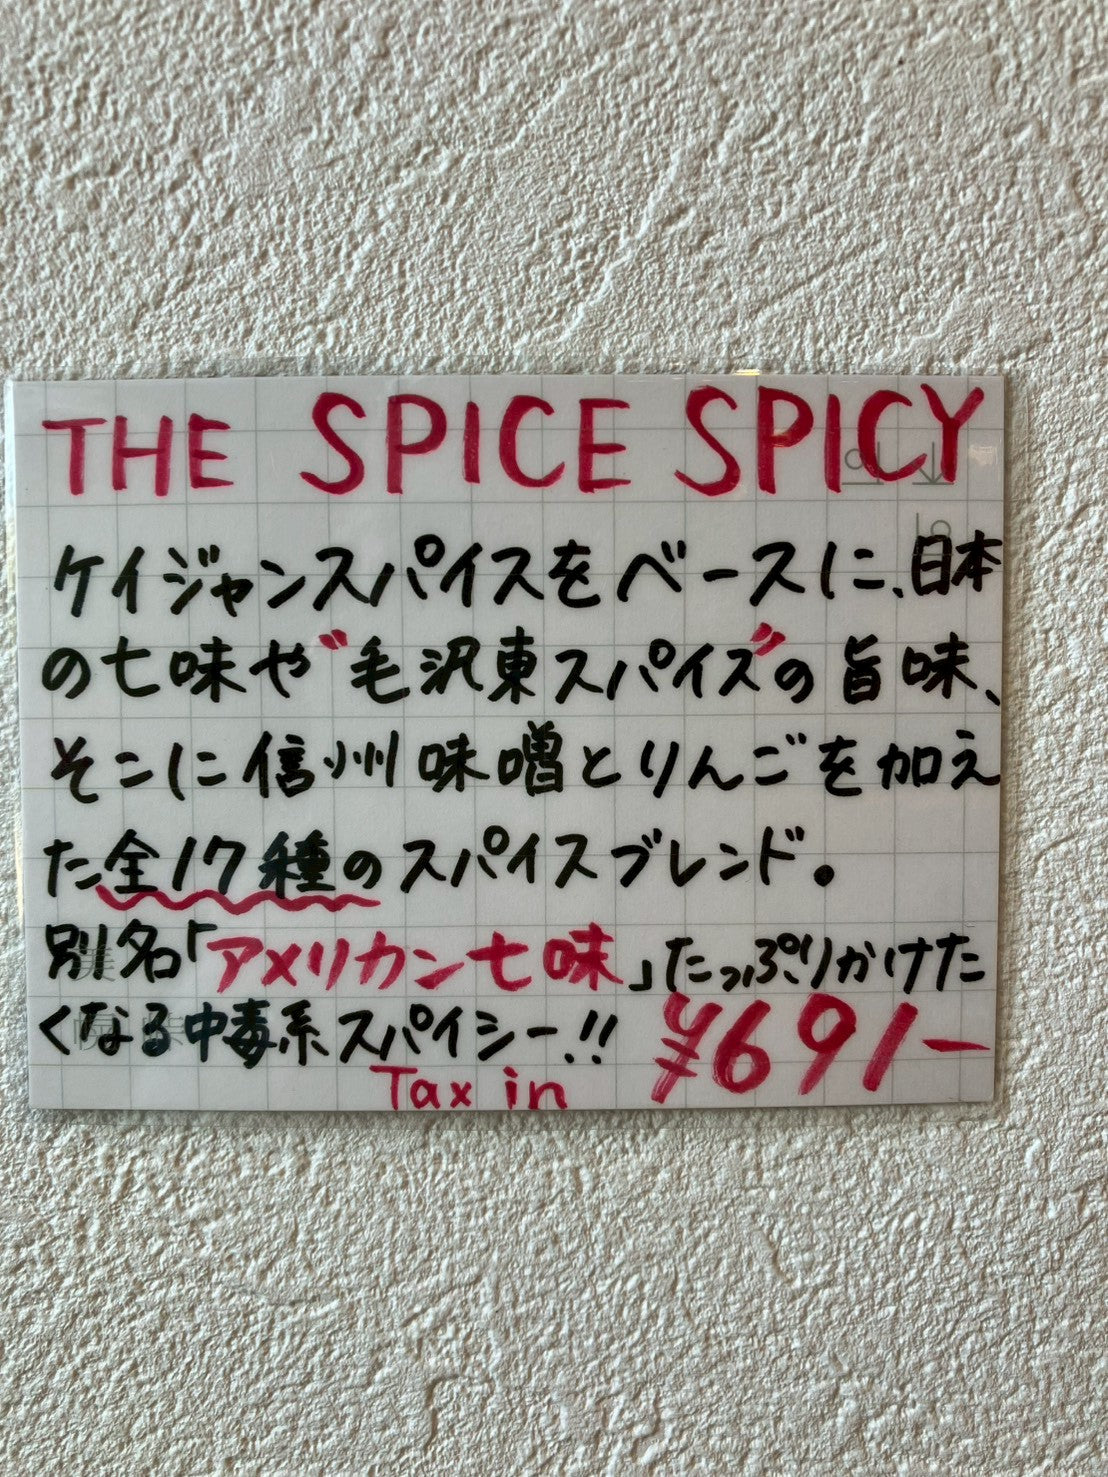 THE SPICE SPICY
ケイジャンスパイスをベースに、日本
の七味や"毛沢東スパイス"の旨味、
そこに信州味噌とりんごを加え
た全17種のスパイスブレンド。
別名「アメリカン七味」たっぷりかけた
くなる中毒系スパイシー!!
¥691-
Tax in